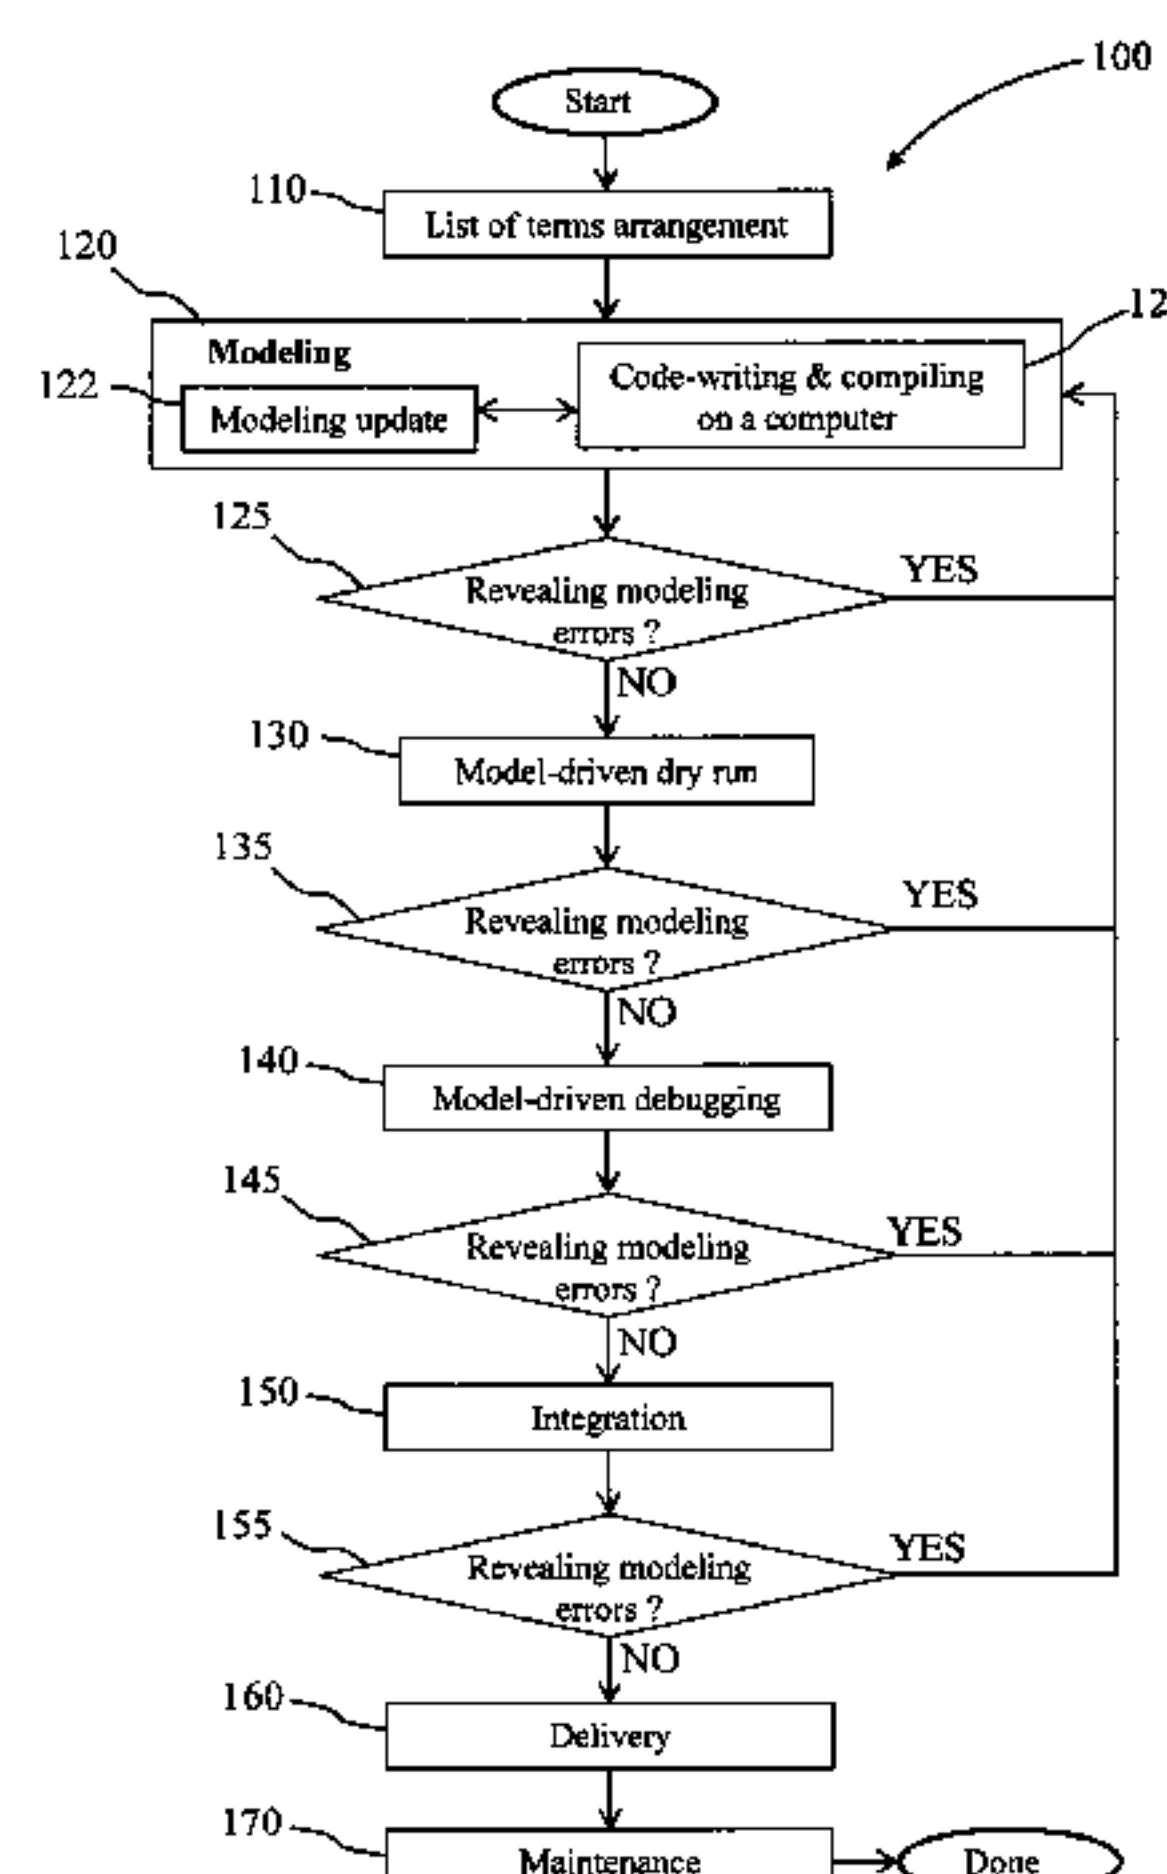 100
Start
110
List of terms arrangement
120
12
Modeling
Code-writing & compiling
on a computer
122
Modeling update
125
Revealing modeling
errors ?
YES
NO
130
Model-driven dry run
135
Revealing modeling
errors ?
YES
NO
140
Model-driven debugging
145
Revealing modeling
errors ?
YES
NO
150
Integration
155
Revealing modeling
errors ?
YES
NO
160
Delivery
170
Maintenance
Done